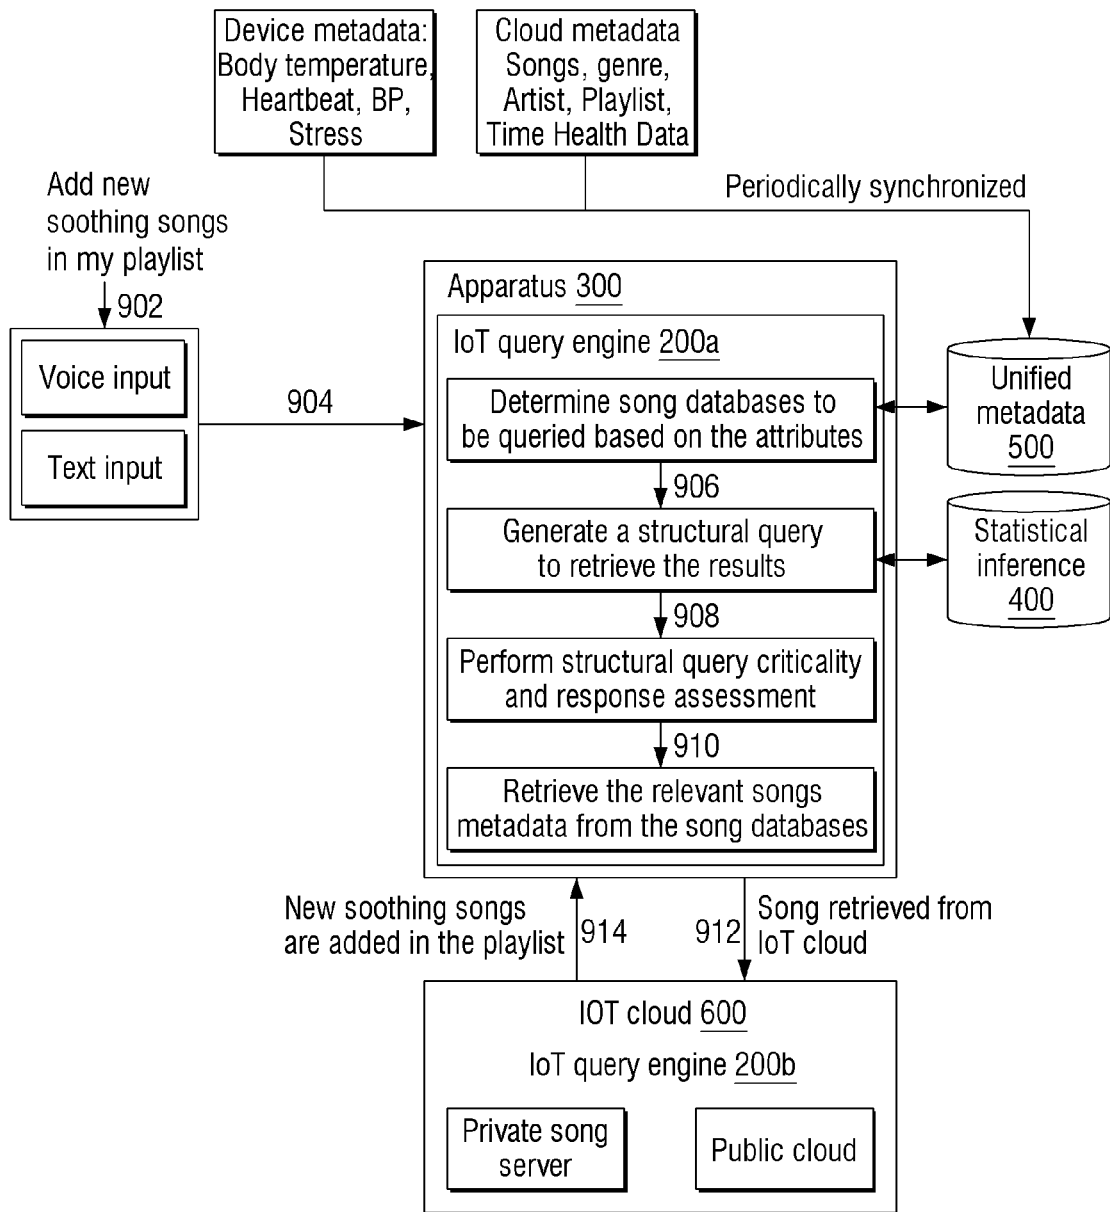 Device metadata:
Body temperature,
Heartbeat, BP,
Stress
Cloud metadata
Songs, genre,
Artist, Playlist,
Time Health Data
Periodically synchronized
Add new
soothing songs
in my playlist
902
Voice input
Text input
904
Apparatus 300
IoT query engine 200a
Determine song databases to
be queried based on the attributes
906
Generate a structural query
to retrieve the results
908
Perform structural query criticality
and response assessment
910
Retrieve the relevant songs
metadata from the song databases
Unified
metadata
500
Statistical
inference
400
New soothing songs
are added in the playlist
914
912
Song retrieved from
IoT cloud
IOT cloud 600
IoT query engine 200b
Private song
server
Public cloud